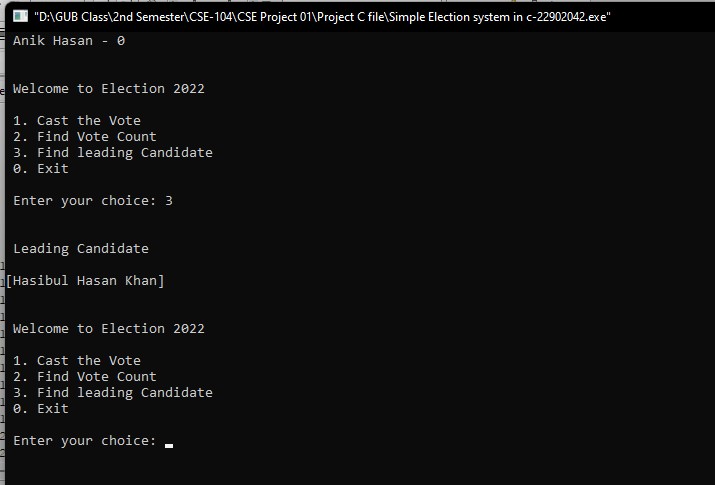 "D:\GUB Class\2nd Semester\CSE-104\CSE Project 01\Project C file\Simple Election system in c-22902042.exe"
Anik Hasan - 0
Welcome to Election 2022
1. Cast the Vote
2. Find Vote Count
3. Find leading Candidate
0. Exit
Enter your choice: 3
Leading Candidate
[Hasibul Hasan Khan]
Welcome to Election 2022
1. Cast the Vote
2. Find Vote Count
3. Find leading Candidate
0. Exit
Enter your choice: